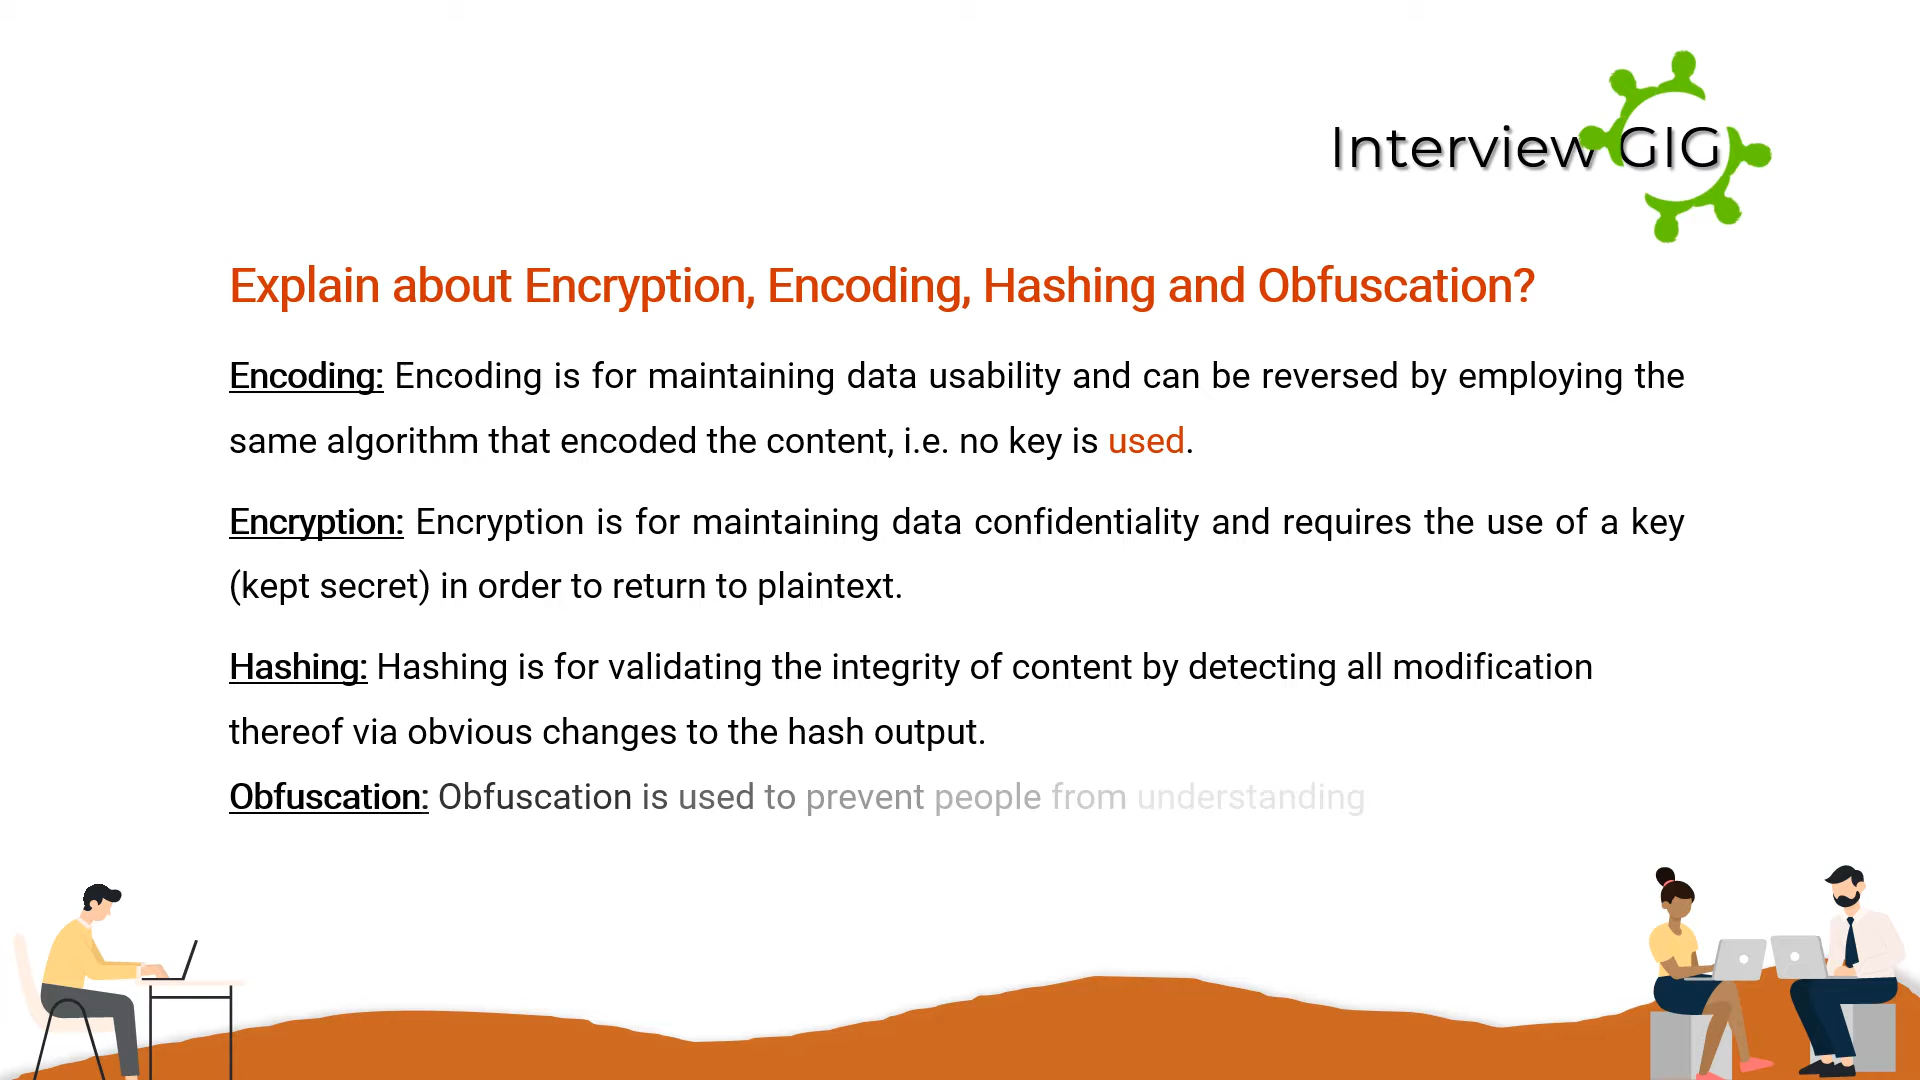 Interview GIG
Explain about Encryption, Encoding, Hashing and Obfuscation?
Encoding: Encoding is for maintaining data usability and can be reversed by employing the
same algorithm that encoded the content, i.e. no key is used.
Encryption: Encryption is for maintaining data confidentiality and requires the use of a key
(kept secret) in order to return to plaintext.
Hashing: Hashing is for validating the integrity of content by detecting all modification
thereof via obvious changes to the hash output.
Obfuscation: Obfuscation is used to prevent people from understanding